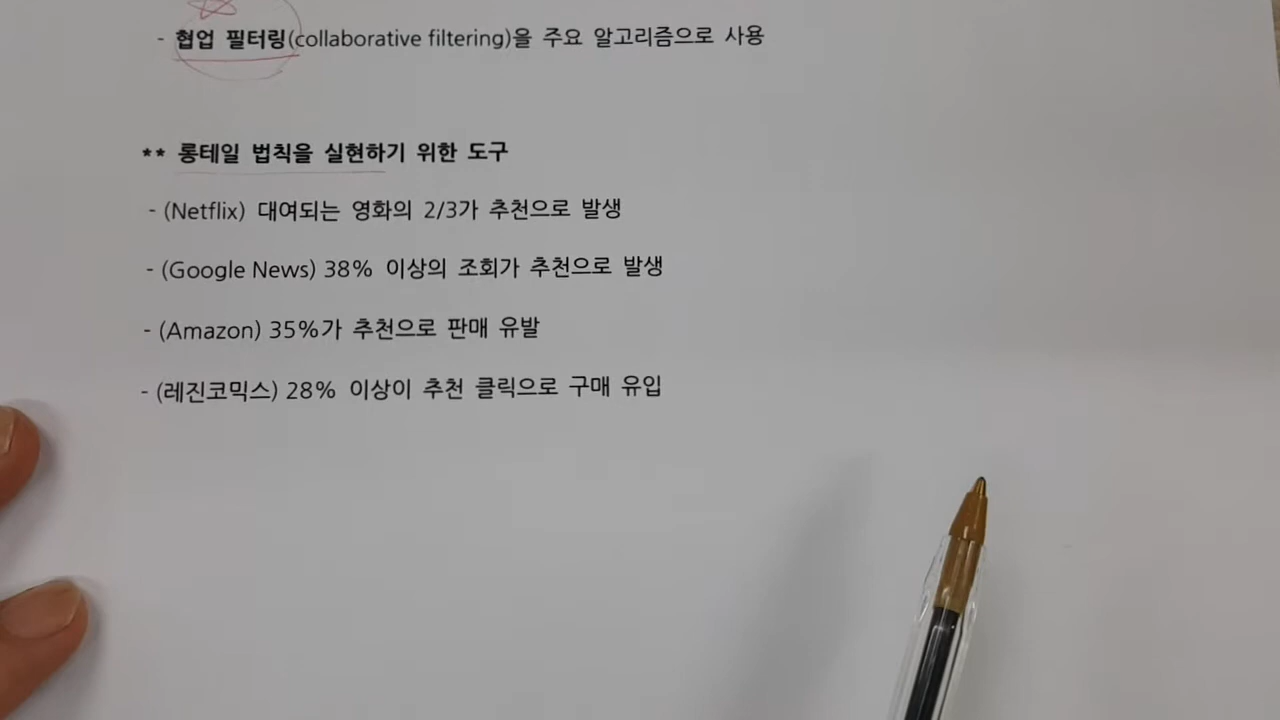 - 협업 필터링(collaborative filtering)을 주요 알고리즘으로 사용
** 롱테일 법칙을 실현하기 위한 도구
- (Netflix) 대여되는 영화의 2/3가 추천으로 발생
- (Google News) 38% 이상의 조회가 추천으로 발생
- (Amazon) 35%가 추천으로 판매 유발
- (레진코믹스) 28% 이상이 추천 클릭으로 구매 유입